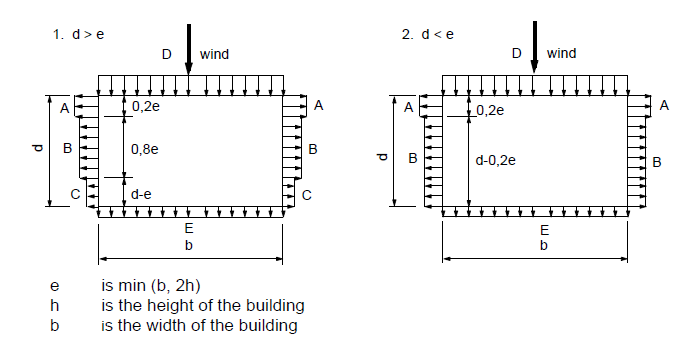 1. d > e
D wind
A 0,2e A
d B 0,8e B
C d-e C
E
b
2. d < e
D wind
A 0,2e A
d B d-0,2e B
E
b
e is min (b, 2h)
h is the height of the building
b is the width of the building